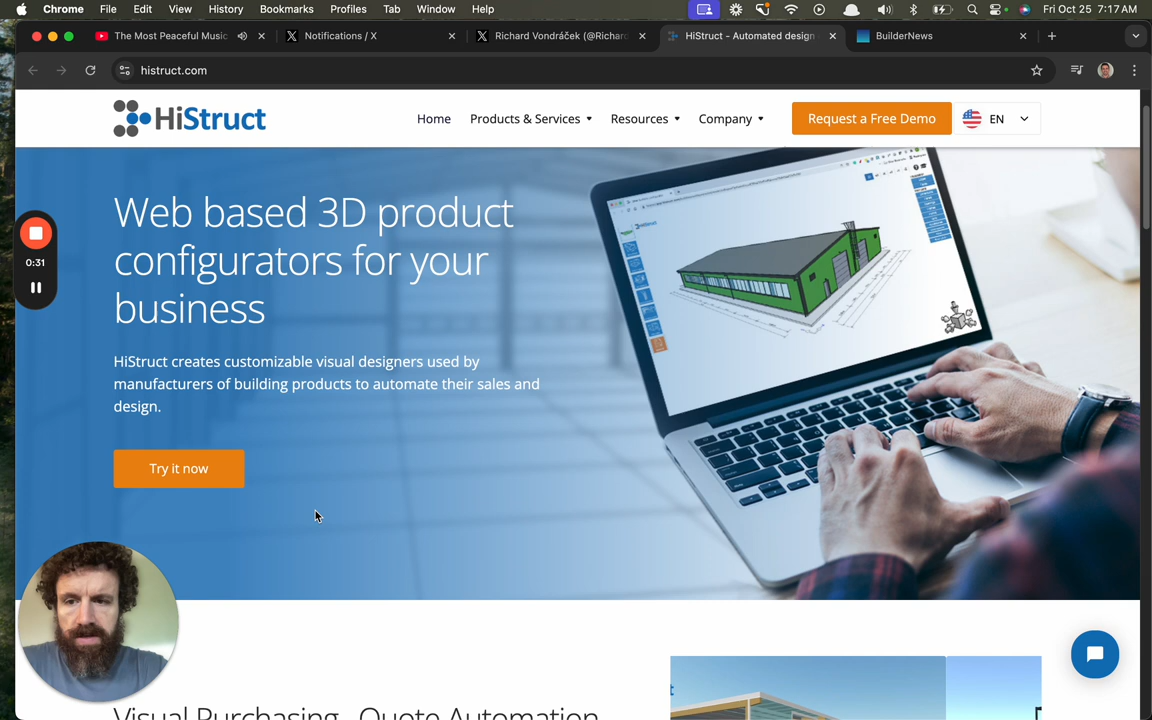 Chrome File Edit View History Bookmarks Profiles Tab Window Help Fri Oct 25 7:17 AM
The Most Peaceful Music
Notifications / X
Richard Vondráček (@Richard
HiStruct - Automated design
BuilderNews
histruct.com
HiStruct
Home Products & Services Resources Company Request a Free Demo EN
Web based 3D product
configurators for your
business
0:31
HiStruct creates customizable visual designers used by
manufacturers of building products to automate their sales and
design.
Try it now
Visual Purchasing, Quote Automation